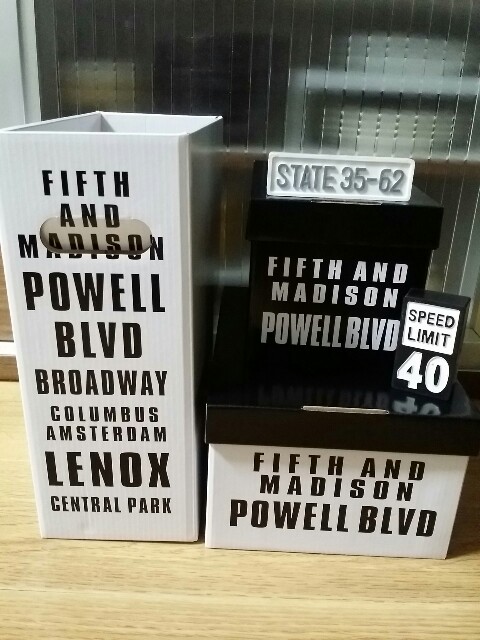 FIFTH
AND
MADISON
POWELL
BLVD
BROADWAY
COLUMBUS
AMSTERDAM
LENOX
CENTRAL PARK
STATE 35-62
FIFTH AND
MADISON
POWELL BLVD
SPEED
LIMIT
40
FIFTH AND
MADISON
POWELL BLVD